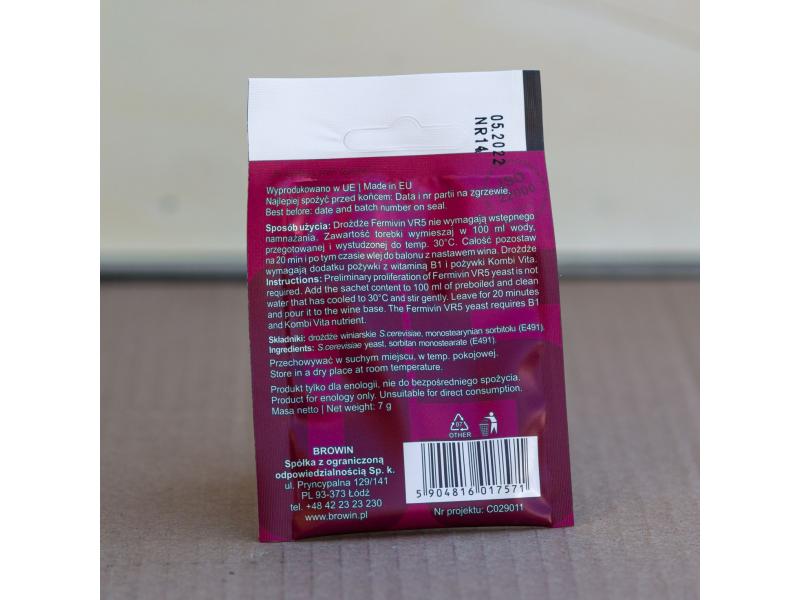 05.2022
NR14
ISO
22000
Wyprodukowano w UE | Made in EU
Najlepiej spożyć przed końcem: Data i nr partii na zgrzewie.
Best before: date and batch number on seal.
Sposób użycia: Drożdże Fermivin VR5 nie wymagają wstępnego
namnażania. Zawartość torebki wymieszaj w 100 ml wody,
przegotowanej i wystudzonej do temp. 30°C. Całość pozostaw
na 20 min i po tym czasie wlej do balonu z nastawem wina. Drożdże
wymagają dodatku pożywki z witaminą B1 i pożywki Kombi Vita.
Instructions: Preliminary proliferation of Fermivin VR5 yeast is not
required. Add the sachet content to 100 ml of preboiled and clean
water that has cooled to 30°C and stir gently. Leave for 20 minutes
and pour it to the wine base. The Fermivin VR5 yeast requires B1
and Kombi Vita nutrient.
Składniki: drożdże winiarskie S.cerevisiae, monostearynian sorbitolu (E491).
Ingredients: S.cerevisiae yeast, sorbitan monostearate (E491).
Przechowywać w suchym miejscu, w temp. pokojowej.
Store in a dry place at room temperature.
Produkt tylko dla enologii, nie do bezpośredniego spożycia.
Product for enology only. Unsuitable for direct consumption.
Masa netto | Net weight: 7 g
07
OTHER
BROWIN
Spółka z ograniczoną
odpowiedzialnością Sp. k.
ul. Pryncypalna 129/141
PL 93-373 Łódź
tel. +48 42 23 23 230
www.browin.pl
5 904816 017571
Nr projektu: C029011